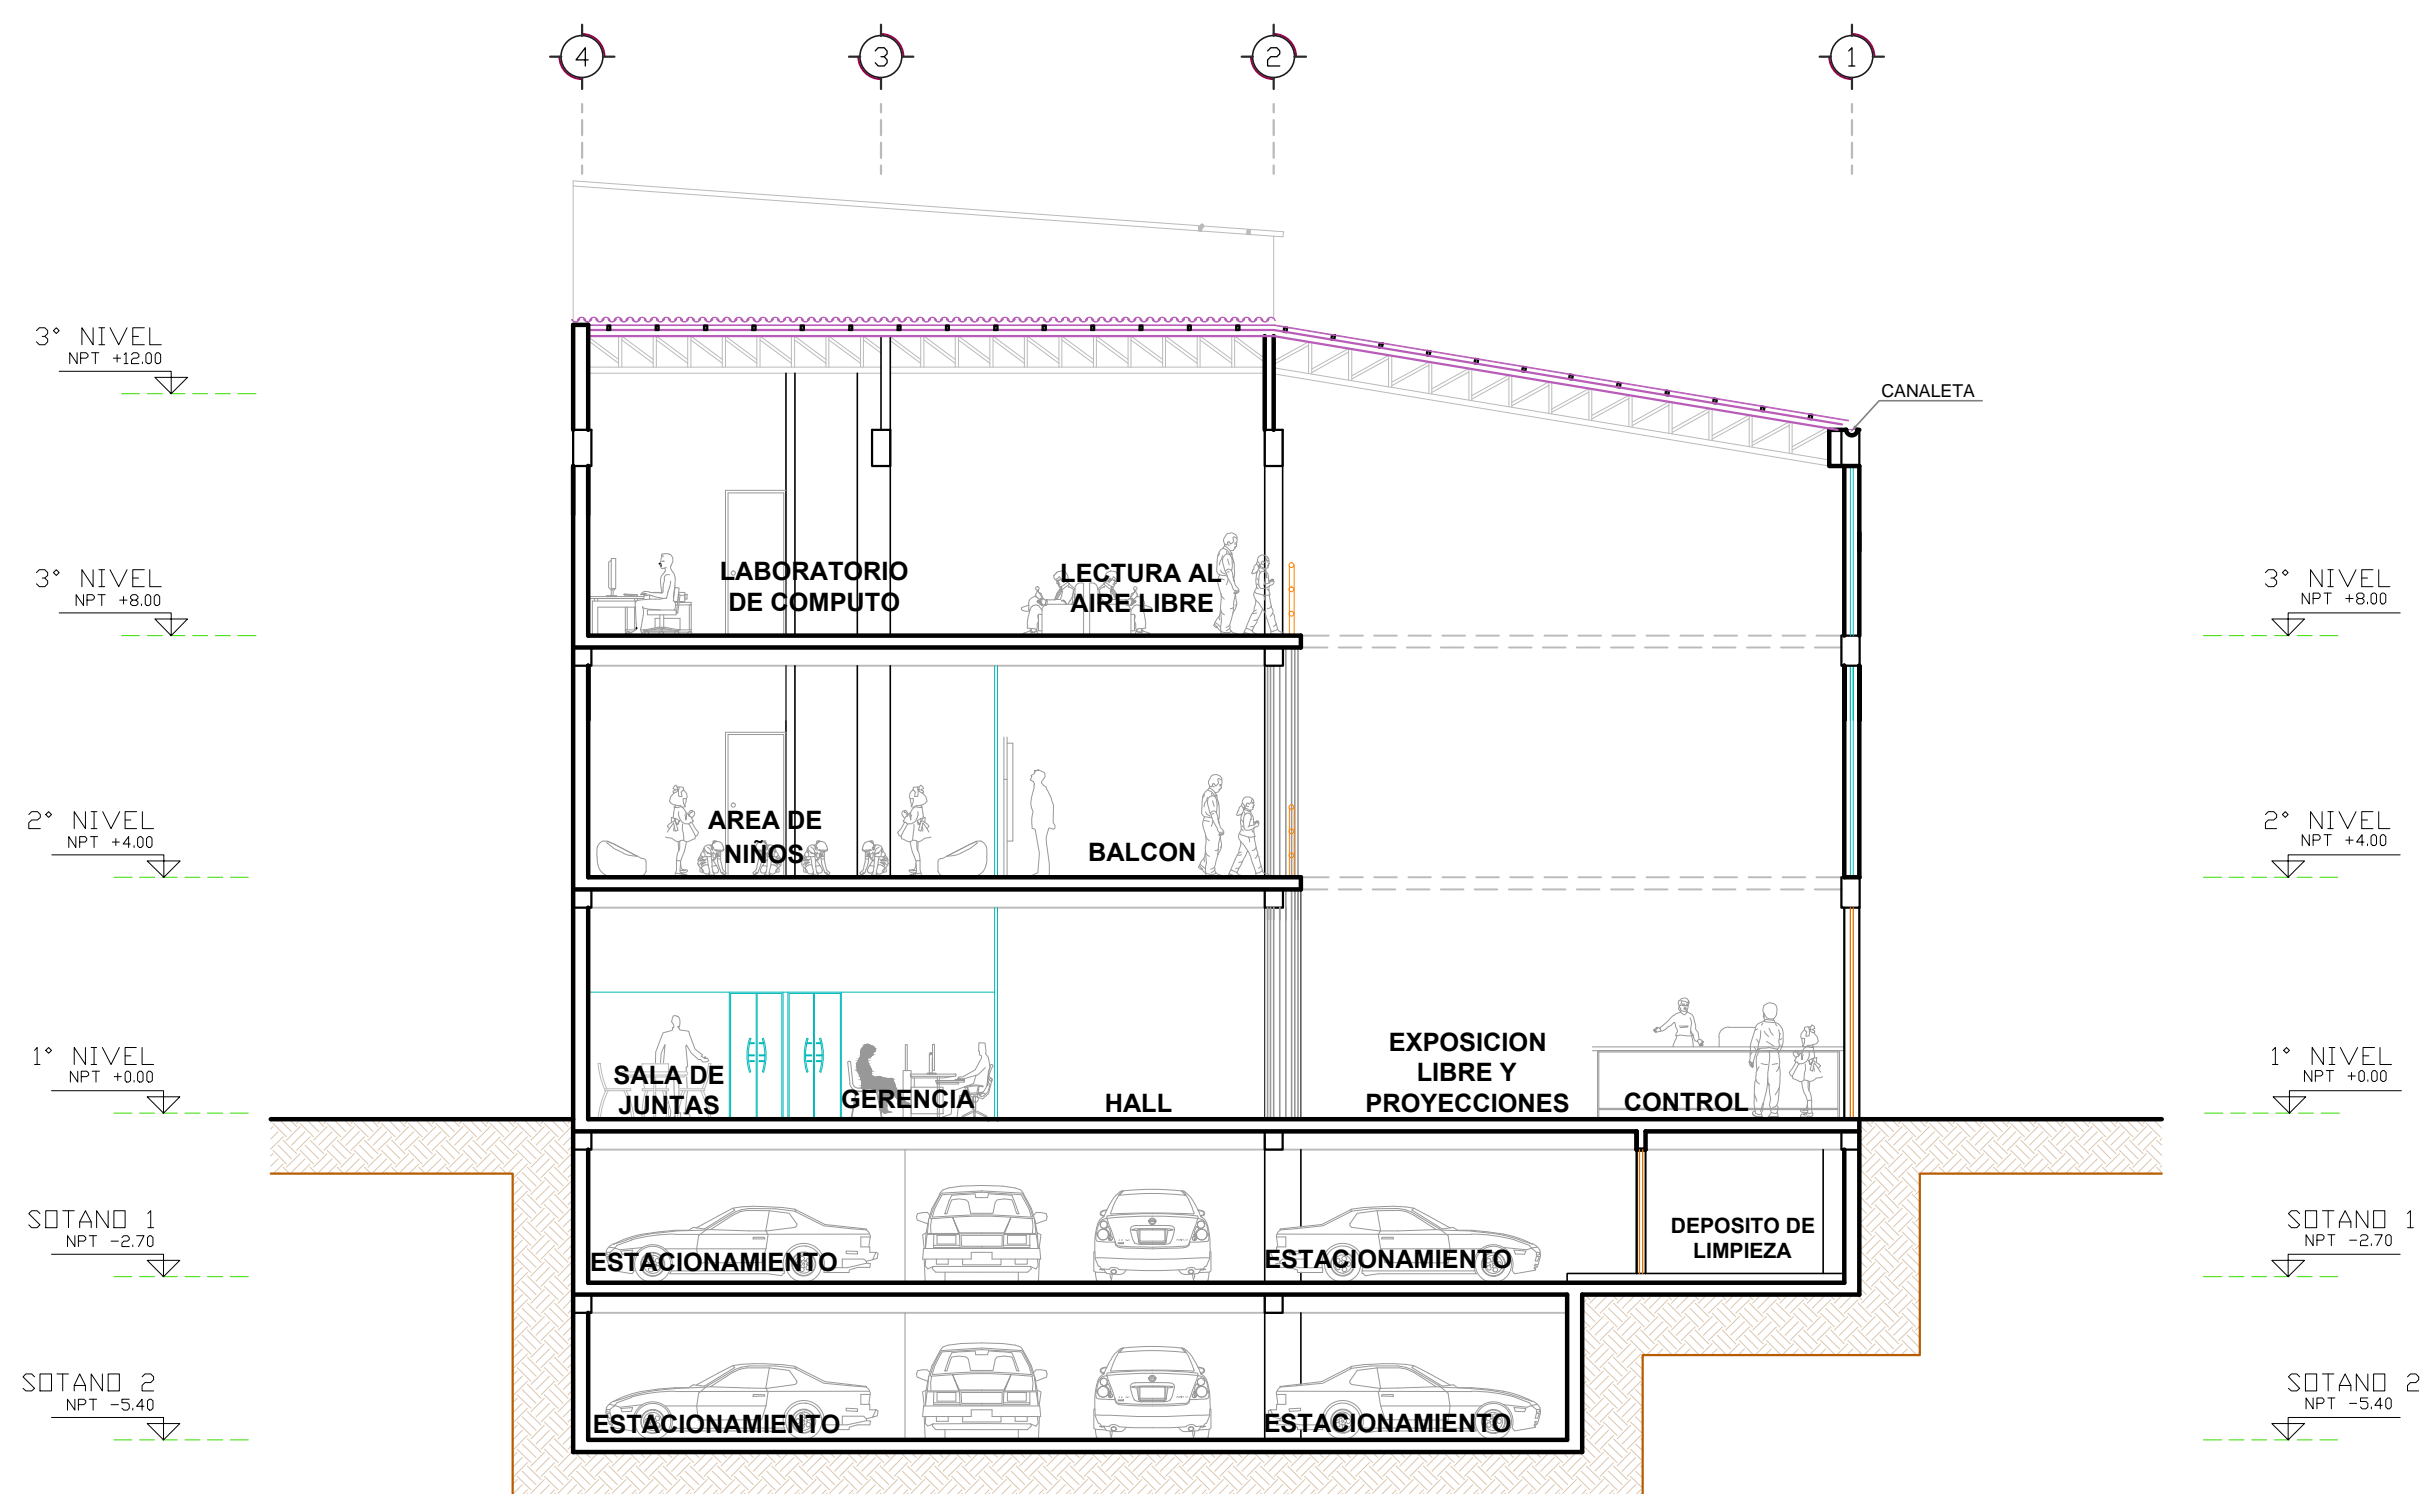 4
3
2
1
3° NIVEL
NPT +12.00
CANALETA
3° NIVEL
NPT +8.00
LABORATORIO
DE COMPUTO
LECTURA AL
AIRE LIBRE
3° NIVEL
NPT +8.00
2° NIVEL
NPT +4.00
AREA DE
NIÑOS
BALCON
2° NIVEL
NPT +4.00
1° NIVEL
NPT +0.00
SALA DE
JUNTAS
GERENCIA
HALL
EXPOSICION
LIBRE Y
PROYECCIONES
CONTROL
1° NIVEL
NPT +0.00
SOTANO 1
NPT -2.70
ESTACIONAMIENTO
ESTACIONAMIENTO
DEPOSITO DE
LIMPIEZA
SOTANO 1
NPT -2.70
SOTANO 2
NPT -5.40
ESTACIONAMIENTO
ESTACIONAMIENTO
SOTANO 2
NPT -5.40